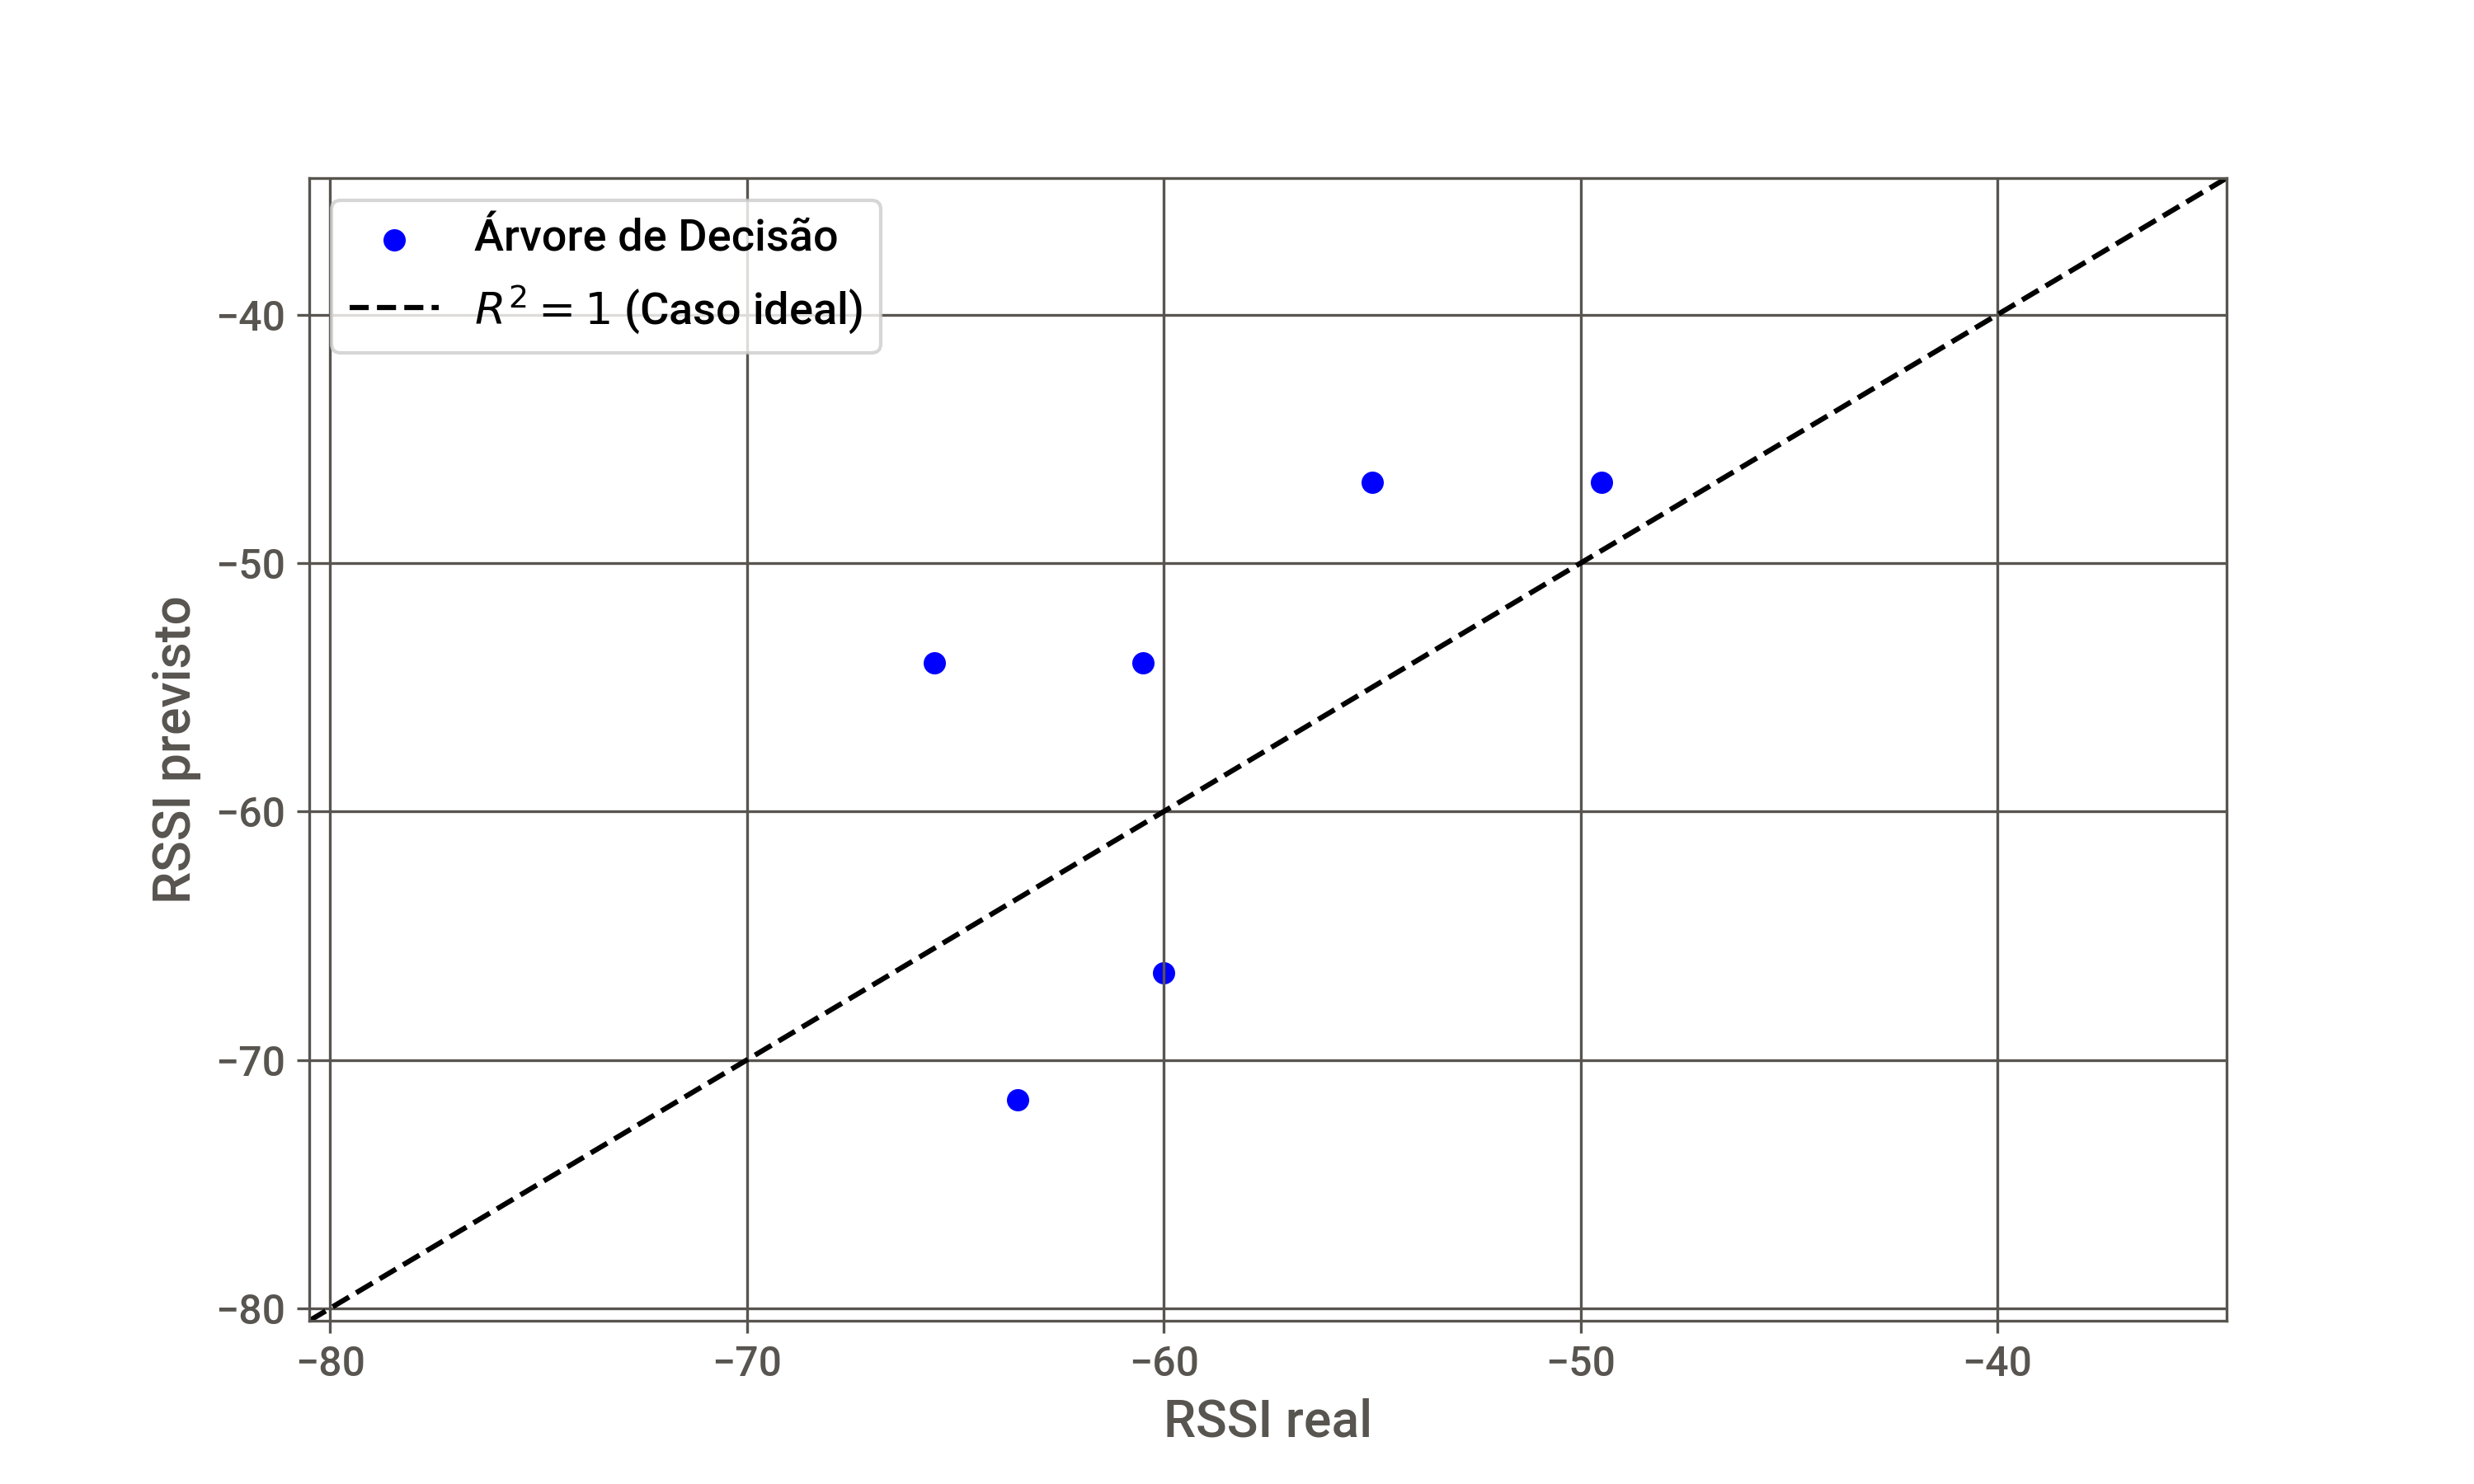 Árvore de Decisão
R² = 1 (Caso ideal)
−40
−50
−60
−70
−80
RSSI previsto
−80 −70 −60 −50 −40
RSSI real